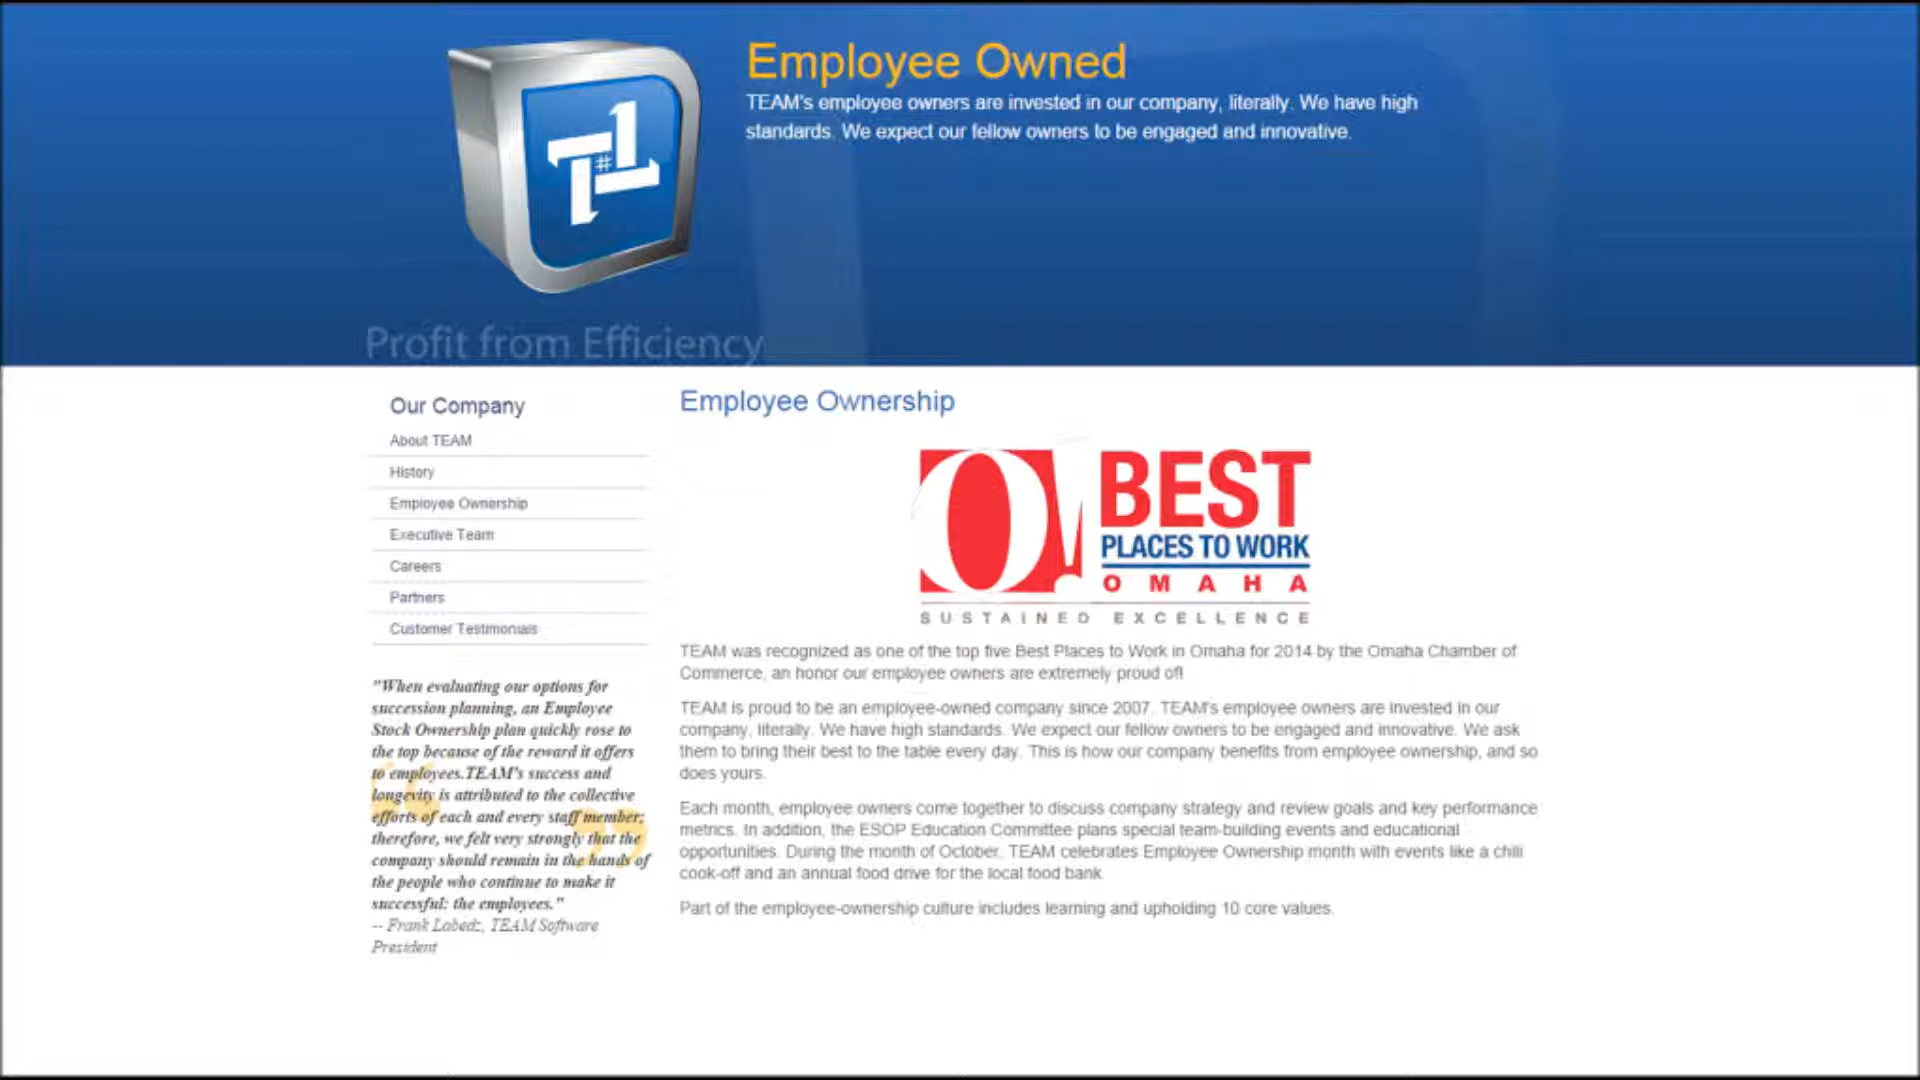 Employee Owned
TEAM's employee owners are invested in our company, literally. We have high
standards. We expect our fellow owners to be engaged and innovative.
#
Profit from Efficiency
Our Company
About TEAM
History
Employee Ownership
Executive Team
Careers
Partners
Customer Testimonials
"When evaluating our options for
succession planning, an Employee
Stock Ownership plan quickly rose to
the top because of the reward it offers
to employees.TEAM's success and
longevity is attributed to the collective
efforts of each and every staff member;
therefore, we felt very strongly that the
company should remain in the hands of
the people who continue to make it
successful: the employees."
-- Frank Labedz, TEAM Software
President
Employee Ownership
O! BEST
PLACES TO WORK
OMAHA
SUSTAINED EXCELLENCE
TEAM was recognized as one of the top five Best Places to Work in Omaha for 2014 by the Omaha Chamber of
Commerce, an honor our employee owners are extremely proud of!
TEAM is proud to be an employee-owned company since 2007. TEAM's employee owners are invested in our
company, literally. We have high standards. We expect our fellow owners to be engaged and innovative. We ask
them to bring their best to the table every day. This is how our company benefits from employee ownership, and so
does yours.
Each month, employee owners come together to discuss company strategy and review goals and key performance
metrics. In addition, the ESOP Education Committee plans special team-building events and educational
opportunities. During the month of October, TEAM celebrates Employee Ownership month with events like a chili
cook-off and an annual food drive for the local food bank.
Part of the employee-ownership culture includes learning and upholding 10 core values.